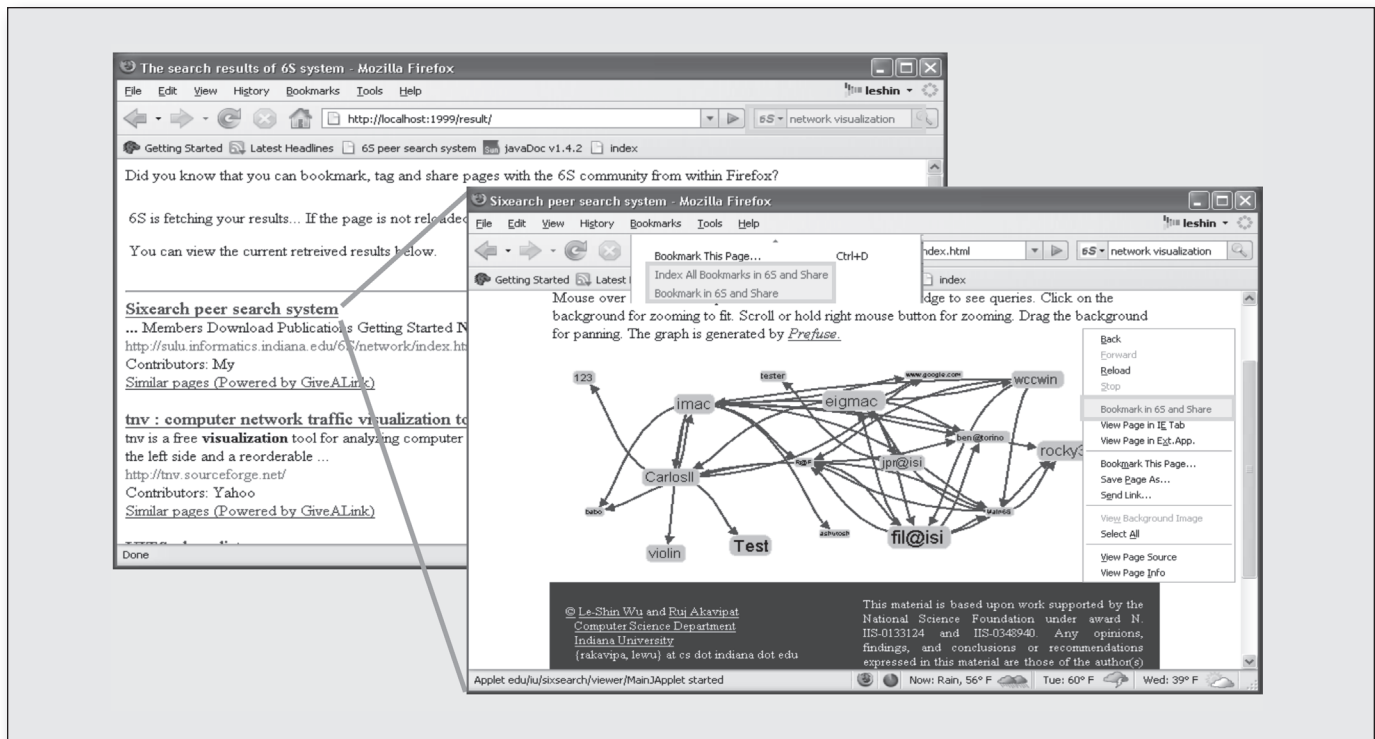 The search results of 6S system - Mozilla Firefox
File Edit View History Bookmarks Tools Help
leshin
http://localhost:1999/result/
6S network visualization
Getting Started Latest Headlines 6S peer search system Sun javaDoc v1.4.2 index
Did you know that you can bookmark, tag and share pages with the 6S community from within Firefox?
6S is fetching your results... If the page is not reloaded
You can view the current retreived results below.
Sixearch peer search system
... Members Download Publications Getting Started N
http://sulu.informatics.indiana.edu/6S/network/index.ht
Contributors: My
Similar pages (Powered by GiveALink)
tnv : computer network traffic visualization to
tnv is a free visualization tool for analyzing computer
the left side and a reorderable ...
http://tnv.sourceforge.net/
Contributors: Yahoo
Similar pages (Powered by GiveALink)
Done
Sixearch peer search system - Mozilla Firefox
File Edit View History Bookmarks Tools Help
leshin
Bookmark This Page... Ctrl+D
Index All Bookmarks in 6S and Share
Bookmark in 6S and Share
ndex.html
6S network visualization
Getting Started Latest
index
Mouse over dge to see queries. Click on the
background for zooming to fit. Scroll or hold right mouse button for zooming. Drag the background
for panning. The graph is generated by Prefuse.
123
tester
www.google.com
wccwin
imac
eigmac
ben@torino
rocky3
jpr@isi
CarlosII
babo
ashutosh
fil@isi
violin
Test
Back
Forward
Reload
Stop
Bookmark in 6S and Share
View Page in IE Tab
View Page in Ext.App.
Bookmark This Page...
Save Page As...
Send Link...
View Background Image
Select All
View Page Source
View Page Info
© Le-Shin Wu and Ruj Akavipat
Computer Science Department
Indiana University
{rakavipa, lewu} at cs dot indiana dot edu
This material is based upon work supported by the
National Science Foundation under award N.
IIS-0133124 and IIS-0348940. Any opinions,
findings, and conclusions or recommendations
expressed in this material are those of the author(s)
Applet edu/iu/sixsearch/viewer/MainJApplet started
Now: Rain, 56° F Tue: 60° F Wed: 39° F